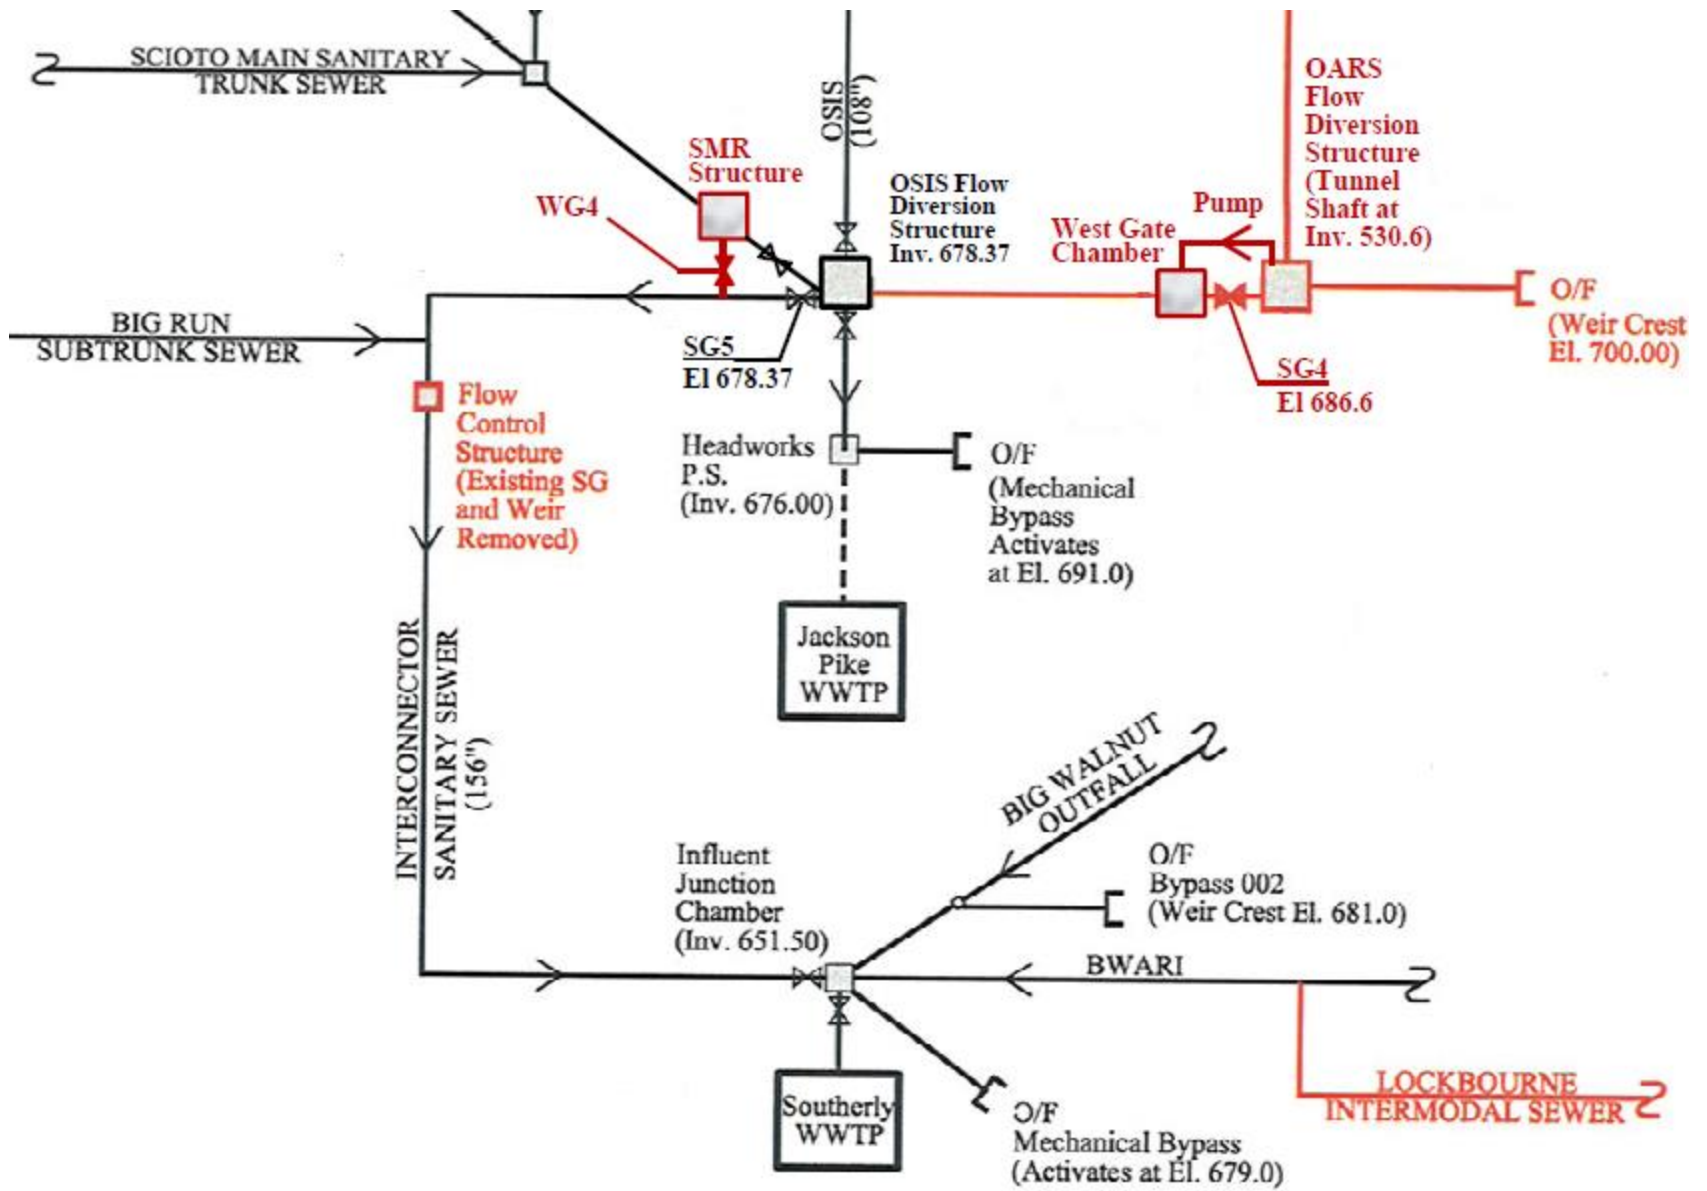 SCIOTO MAIN SANITARY
TRUNK SEWER
OSIS
(108")
OARS
Flow
Diversion
Structure
(Tunnel
Shaft at
Inv. 530.6)
SMR
Structure
WG4
OSIS Flow
Diversion
Structure
Inv. 678.37
Pump
West Gate
Chamber
O/F
(Weir Crest
El. 700.00)
BIG RUN
SUBTRUNK SEWER
SG5
El 678.37
SG4
El 686.6
Flow
Control
Structure
(Existing SG
and Weir
Removed)
Headworks
P.S.
(Inv. 676.00)
O/F
(Mechanical
Bypass
Activates
at El. 691.0)
Jackson
Pike
WWTP
INTERCONNECTOR
SANITARY SEWER
(156")
BIG WALNUT
OUTFALL
Influent
Junction
Chamber
(Inv. 651.50)
O/F
Bypass 002
(Weir Crest El. 681.0)
BWARI
Southerly
WWTP
O/F
Mechanical Bypass
(Activates at El. 679.0)
LOCKBOURNE
INTERMODAL SEWER